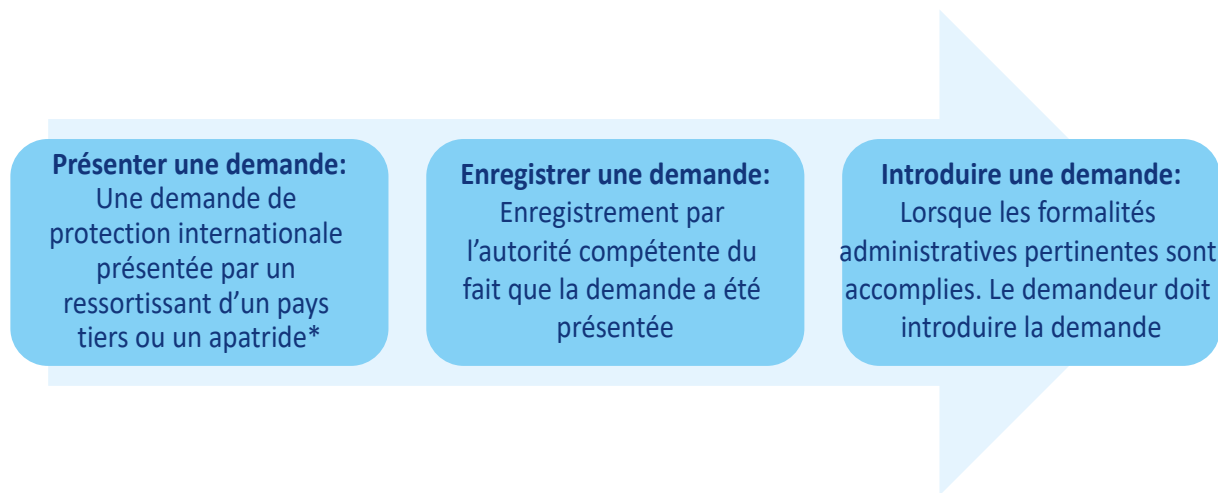 Présenter une demande:
Une demande de
protection internationale
présentée par un
ressortissant d’un pays
tiers ou un apatride*
Enregistrer une demande:
Enregistrement par
l’autorité compétente du
fait que la demande a été
présentée
Introduire une demande:
Lorsque les formalités
administratives pertinentes sont
accomplies. Le demandeur doit
introduire la demande